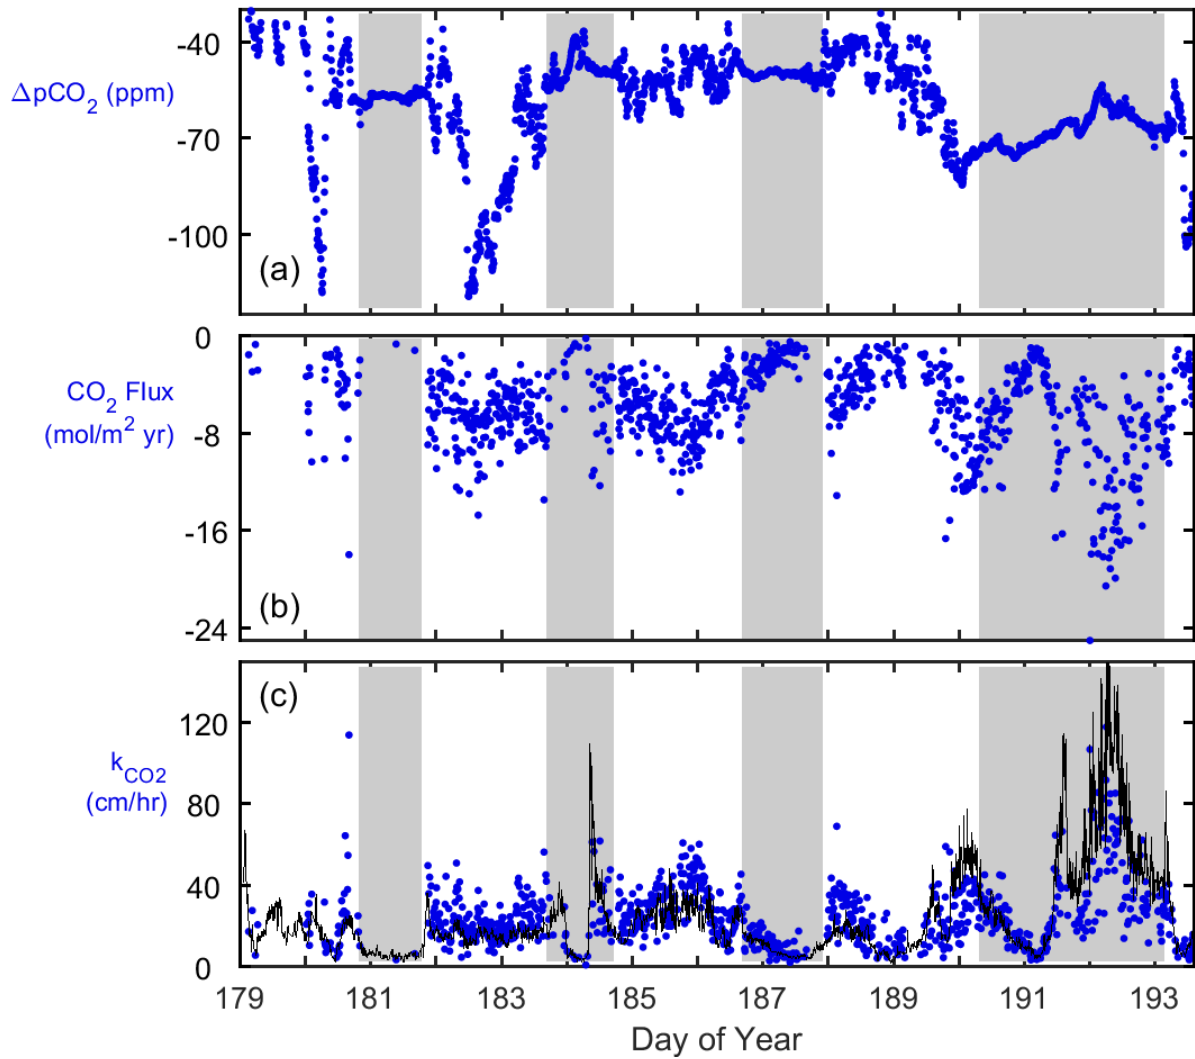 -40
ΔpCO2 (ppm)
-70
-100
(a)
0
CO2 Flux
(mol/m2 yr)
-8
-16
(b)
-24
(c)
120
kCO2
(cm/hr)
80
40
0
179 181 183 185 187 189 191 193
Day of Year